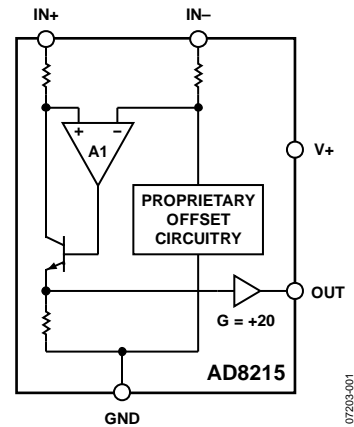 IN+ IN–
+ –
A1
V+
PROPRIETARY
OFFSET
CIRCUITRY
OUT
G = +20
AD8215
GND
07203-001